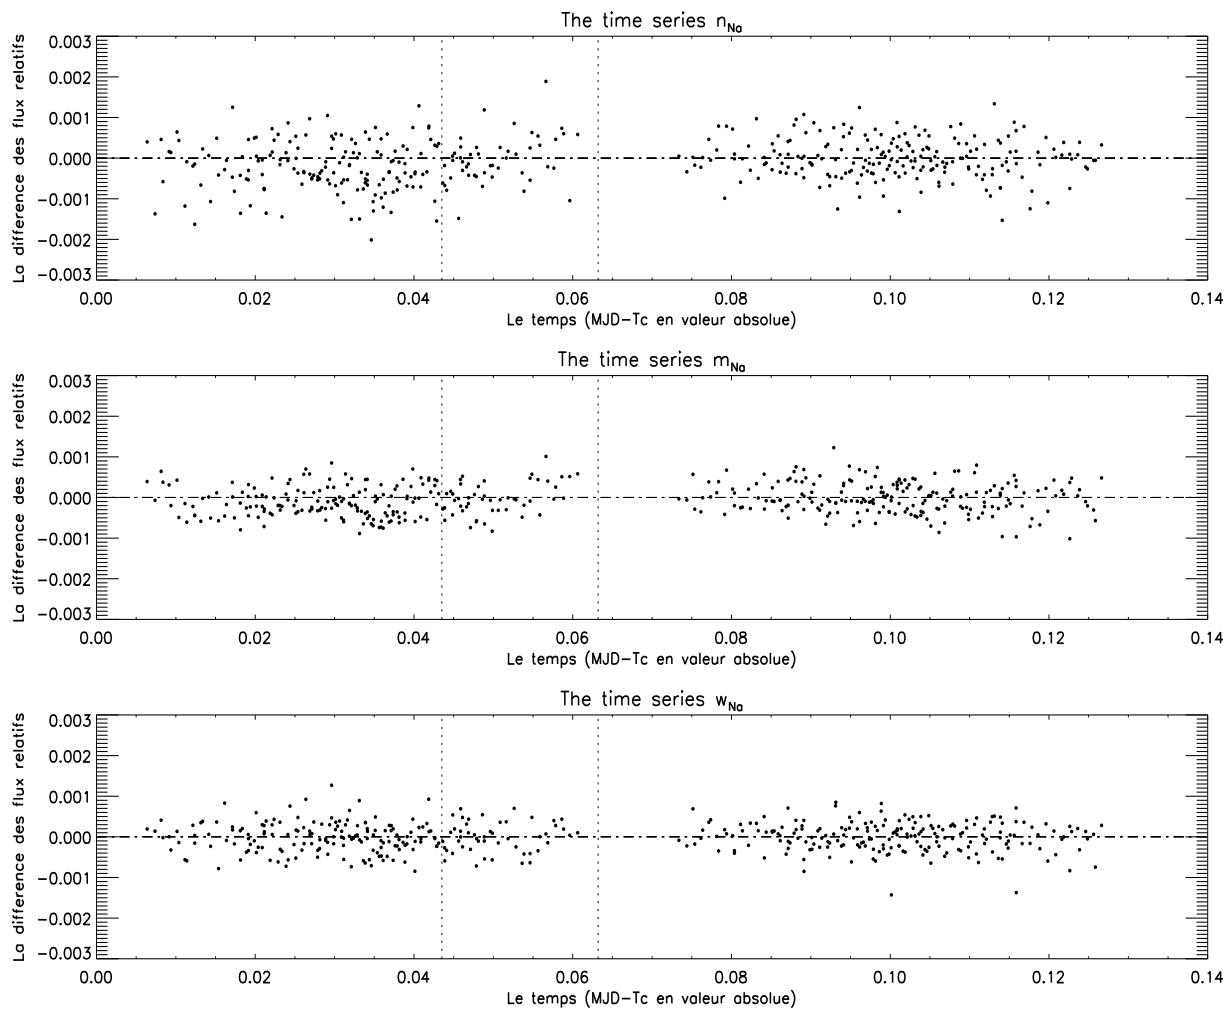 The time series nNa
La difference des flux relatifs
0.003
0.002
0.001
0.000
−0.001
−0.002
−0.003
0.00 0.02 0.04 0.06 0.08 0.10 0.12 0.14
Le temps (MJD−Tc en valeur absolue)
The time series mNa
La difference des flux relatifs
0.003
0.002
0.001
0.000
−0.001
−0.002
−0.003
0.00 0.02 0.04 0.06 0.08 0.10 0.12 0.14
Le temps (MJD−Tc en valeur absolue)
The time series wNa
La difference des flux relatifs
0.003
0.002
0.001
0.000
−0.001
−0.002
−0.003
0.00 0.02 0.04 0.06 0.08 0.10 0.12 0.14
Le temps (MJD−Tc en valeur absolue)